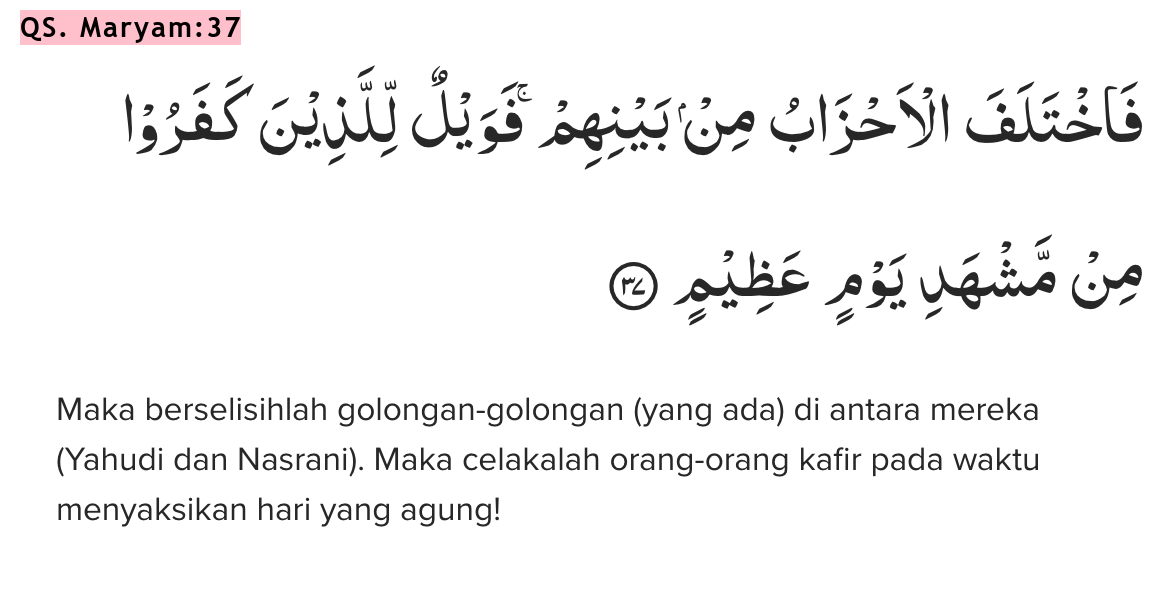 QS. Maryam:37
فَاخْتَلَفَ الْاَحْزَابُ مِنْۢ بَيْنِهِمْۚ فَوَيْلٌ لِّلَّذِيْنَ كَفَرُوْا
مِنْ مَّشْهَدِ يَوْمٍ عَظِيْمٍ ٣٧
Maka berselisihlah golongan-golongan (yang ada) di antara mereka
(Yahudi dan Nasrani). Maka celakalah orang-orang kafir pada waktu
menyaksikan hari yang agung!